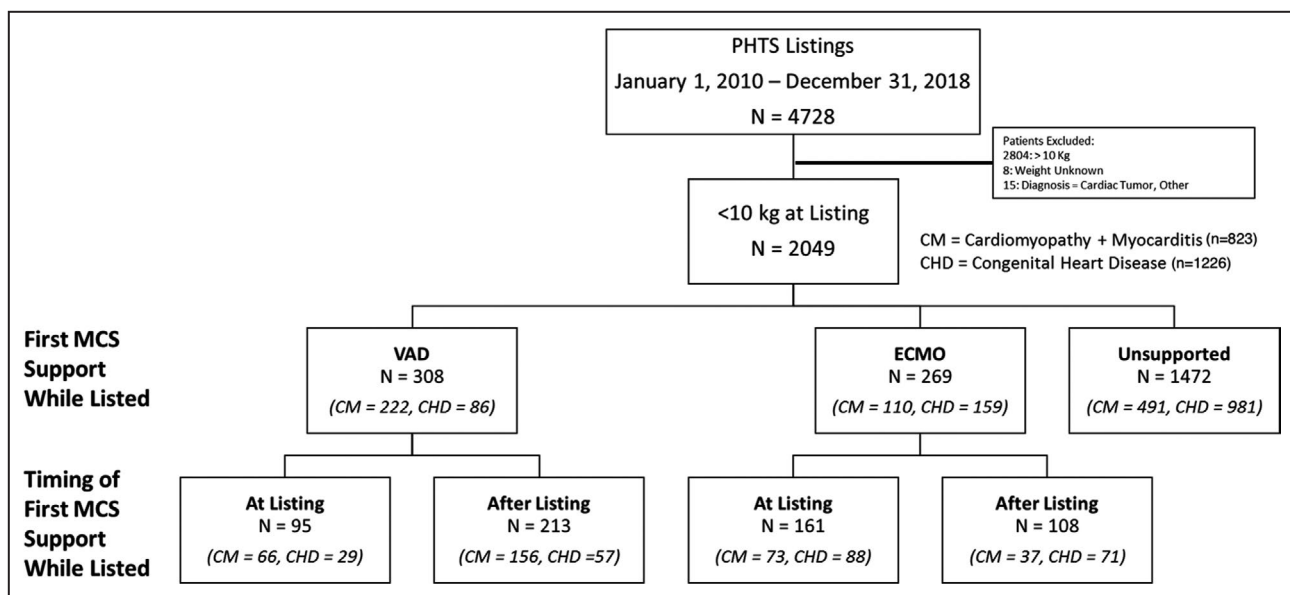 PHTS Listings
January 1, 2010 – December 31, 2018
N = 4728
Patients Excluded:
2804: > 10 Kg
8: Weight Unknown
15: Diagnosis = Cardiac Tumor, Other
<10 kg at Listing
N = 2049
CM = Cardiomyopathy + Myocarditis (n=823)
CHD = Congenital Heart Disease (n=1226)
First MCS
Support
While Listed
VAD
N = 308
(CM = 222, CHD = 86)
ECMO
N = 269
(CM = 110, CHD = 159)
Unsupported
N = 1472
(CM = 491, CHD = 981)
Timing of
First MCS
Support
While Listed
At Listing
N = 95
(CM = 66, CHD = 29)
After Listing
N = 213
(CM = 156, CHD =57)
At Listing
N = 161
(CM = 73, CHD = 88)
After Listing
N = 108
(CM = 37, CHD = 71)